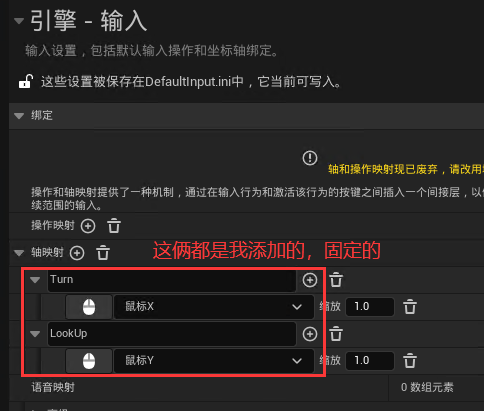 引擎 - 输入
输入设置，包括默认输入操作和坐标轴绑定。
这些设置被保存在DefaultInput.ini中，它当前可写入。
绑定
轴和操作映射现已废弃，请改用
操作和轴映射提供了一种机制，通过在输入行为和激活该行为的按键之间插入一个间接层，以
续范围的输入。
操作映射
轴映射
这俩都是我添加的，固定的
Turn
鼠标X
缩放 1.0
LookUp
鼠标Y
缩放 1.0
语音映射
0 数组元素